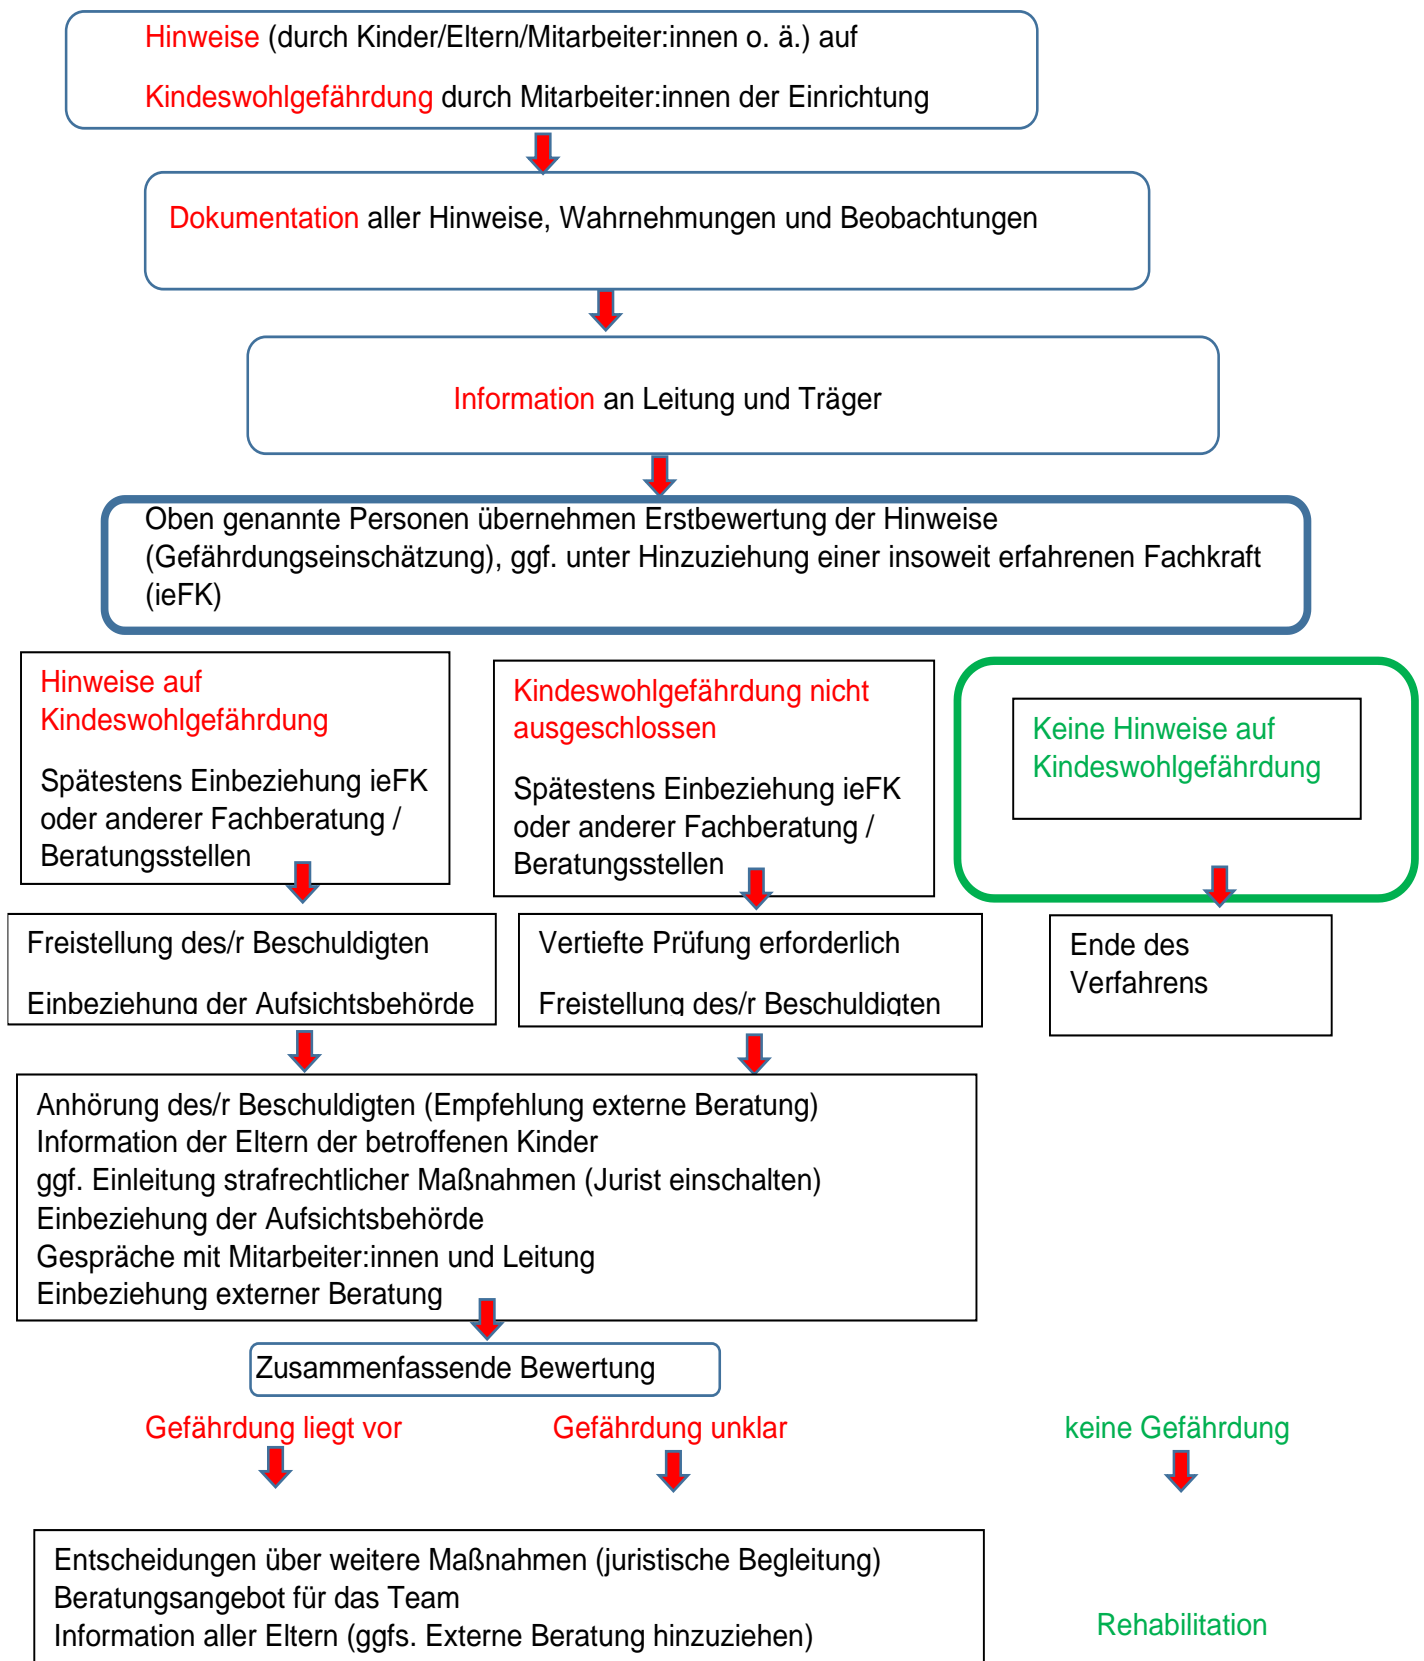 Hinweise (durch Kinder/Eltern/Mitarbeiter:innen o. ä.) auf
Kindeswohlgefährdung durch Mitarbeiter:innen der Einrichtung
Dokumentation aller Hinweise, Wahrnehmungen und Beobachtungen
Information an Leitung und Träger
Oben genannte Personen übernehmen Erstbewertung der Hinweise
(Gefährdungseinschätzung), ggf. unter Hinzuziehung einer insoweit erfahrenen Fachkraft
(ieFK)
Hinweise auf
Kindeswohlgefährdung
Spätestens Einbeziehung ieFK
oder anderer Fachberatung /
Beratungsstellen
Kindeswohlgefährdung nicht
ausgeschlossen
Spätestens Einbeziehung ieFK
oder anderer Fachberatung /
Beratungsstellen
Keine Hinweise auf
Kindeswohlgefährdung
Freistellung des/r Beschuldigten
Einbeziehung der Aufsichtsbehörde
Vertiefte Prüfung erforderlich
Freistellung des/r Beschuldigten
Ende des
Verfahrens
Anhörung des/r Beschuldigten (Empfehlung externe Beratung)
Information der Eltern der betroffenen Kinder
ggf. Einleitung strafrechtlicher Maßnahmen (Jurist einschalten)
Einbeziehung der Aufsichtsbehörde
Gespräche mit Mitarbeiter:innen und Leitung
Einbeziehung externer Beratung
Zusammenfassende Bewertung
Gefährdung liegt vor
Gefährdung unklar
keine Gefährdung
Entscheidungen über weitere Maßnahmen (juristische Begleitung)
Beratungsangebot für das Team
Information aller Eltern (ggfs. Externe Beratung hinzuziehen)
Rehabilitation